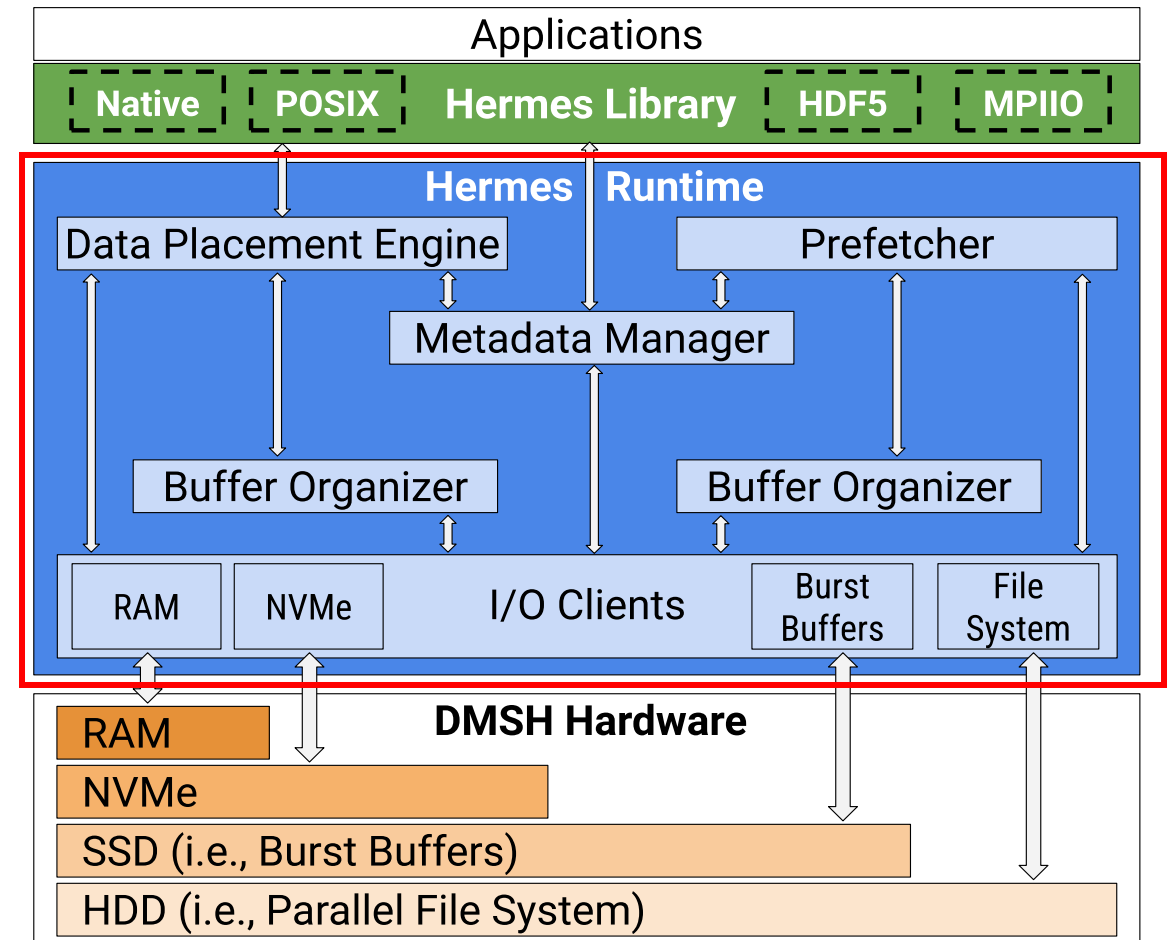 Applications
Native POSIX Hermes Library HDF5 MPIIO
Hermes Runtime
Data Placement Engine
Prefetcher
Metadata Manager
Buffer Organizer
Buffer Organizer
RAM
NVMe
I/O Clients
Burst
Buffers
File
System
DMSH Hardware
RAM
NVMe
SSD (i.e., Burst Buffers)
HDD (i.e., Parallel File System)